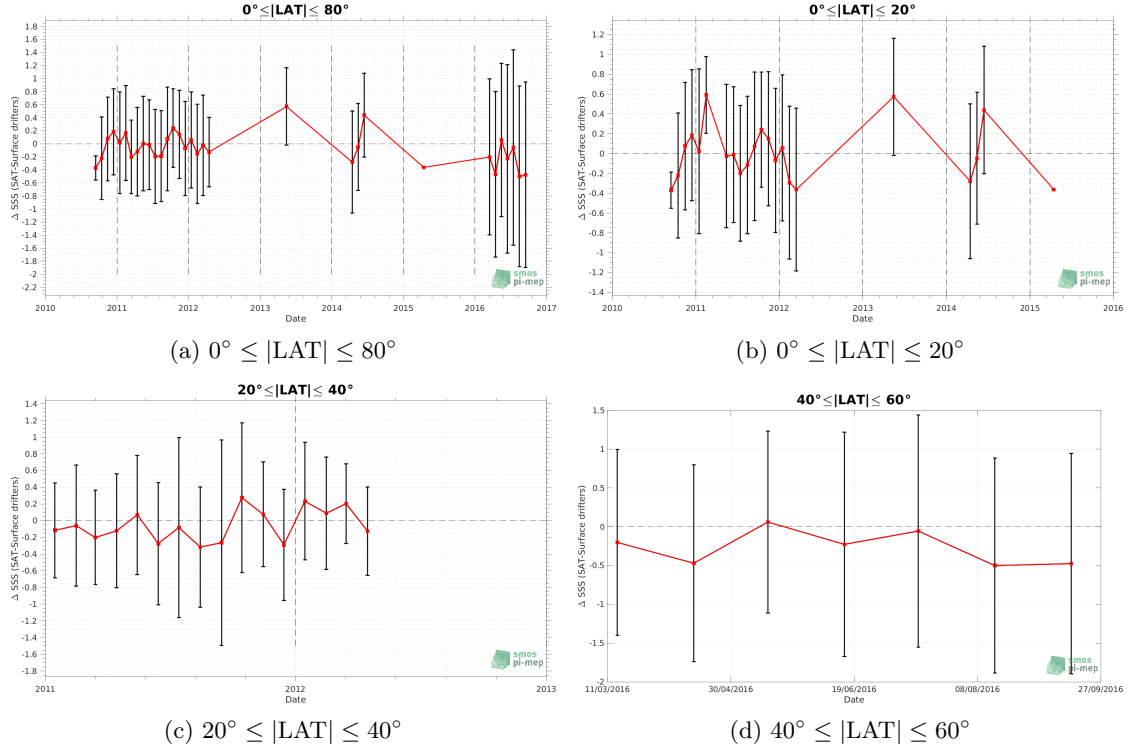 0°≤|LAT|≤ 80°
Δ SSS (SAT-Surface drifters)
1.8
1.6
1.4
1.2
1
0.8
0.6
0.4
0.2
0
-0.2
-0.4
-0.6
-0.8
-1
-1.2
-1.4
-1.6
-1.8
-2
-2.2
2010 2011 2012 2013 2014 2015 2016 2017
Date
smos
pi-mep
(a) 0° ≤ |LAT| ≤ 80°
0°≤|LAT|≤ 20°
Δ SSS (SAT-Surface drifters)
1.2
1
0.8
0.6
0.4
0.2
0
-0.2
-0.4
-0.6
-0.8
-1
-1.2
-1.4
2010 2011 2012 2013 2014 2015 2016
Date
smos
pi-mep
(b) 0° ≤ |LAT| ≤ 20°
20°≤|LAT|≤ 40°
Δ SSS (SAT-Surface drifters)
1.4
1.2
1
0.8
0.6
0.4
0.2
0
-0.2
-0.4
-0.6
-0.8
-1
-1.2
-1.4
-1.6
-1.8
2011 2012 2013
Date
smos
pi-mep
(c) 20° ≤ |LAT| ≤ 40°
40°≤|LAT|≤ 60°
Δ SSS (SAT-Surface drifters)
1.5
1
0.5
0
-0.5
-1
-1.5
-2
11/03/2016 30/04/2016 19/06/2016 08/08/2016 27/09/2016
Date
smos
pi-mep
(d) 40° ≤ |LAT| ≤ 60°